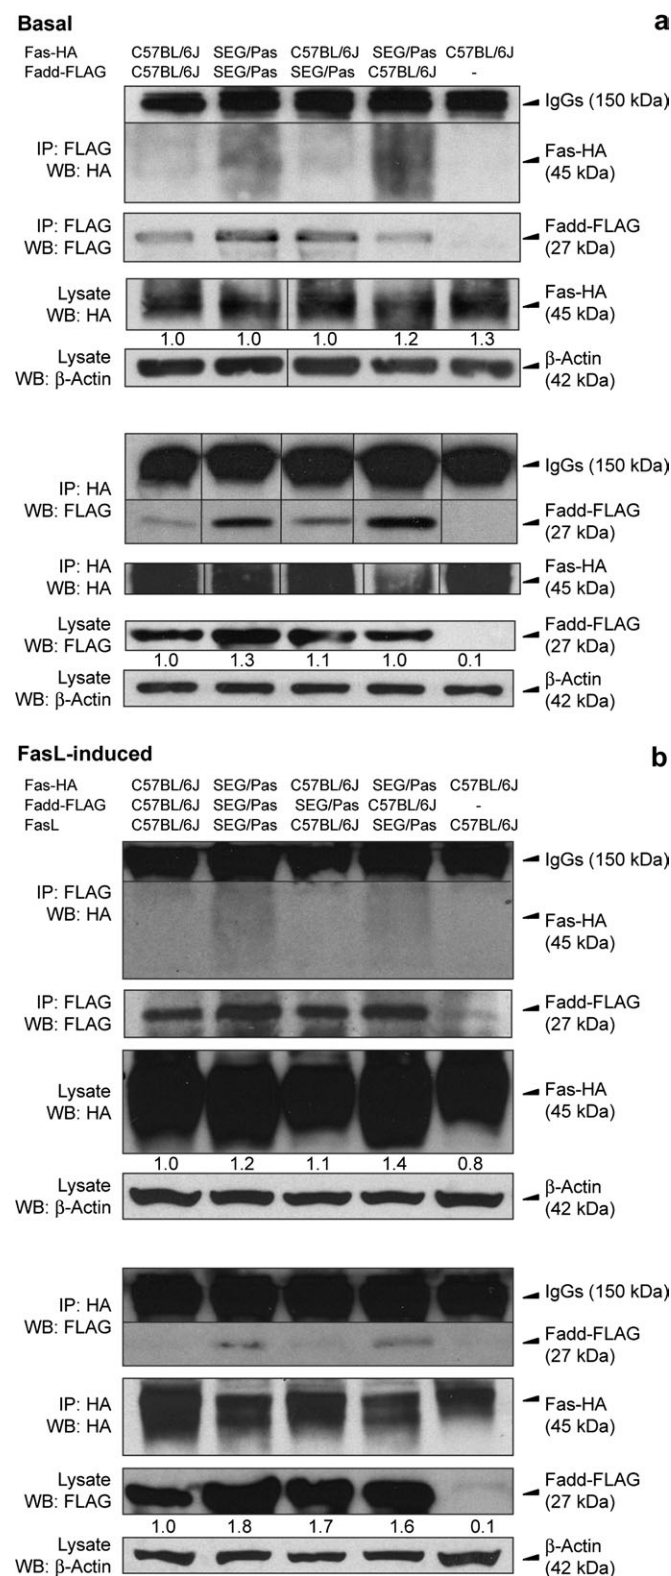 Basal a
Fas-HA C57BL/6J SEG/Pas C57BL/6J SEG/Pas C57BL/6J
Fadd-FLAG C57BL/6J SEG/Pas SEG/Pas C57BL/6J -
IgGs (150 kDa)
IP: FLAG
WB: HA
Fas-HA
(45 kDa)
IP: FLAG
WB: FLAG
Fadd-FLAG
(27 kDa)
Lysate
WB: HA
Fas-HA
(45 kDa)
1.0 1.0 1.0 1.2 1.3
Lysate
WB: β-Actin
β-Actin
(42 kDa)
IgGs (150 kDa)
IP: HA
WB: FLAG
Fadd-FLAG
(27 kDa)
IP: HA
WB: HA
Fas-HA
(45 kDa)
Lysate
WB: FLAG
Fadd-FLAG
(27 kDa)
1.0 1.3 1.1 1.0 0.1
Lysate
WB: β-Actin
β-Actin
(42 kDa)
FasL-induced b
Fas-HA C57BL/6J SEG/Pas C57BL/6J SEG/Pas C57BL/6J
Fadd-FLAG C57BL/6J SEG/Pas SEG/Pas C57BL/6J -
FasL C57BL/6J SEG/Pas C57BL/6J SEG/Pas C57BL/6J
IgGs (150 kDa)
IP: FLAG
WB: HA
Fas-HA
(45 kDa)
IP: FLAG
WB: FLAG
Fadd-FLAG
(27 kDa)
Lysate
WB: HA
Fas-HA
(45 kDa)
1.0 1.2 1.1 1.4 0.8
Lysate
WB: β-Actin
β-Actin
(42 kDa)
IgGs (150 kDa)
IP: HA
WB: FLAG
Fadd-FLAG
(27 kDa)
IP: HA
WB: HA
Fas-HA
(45 kDa)
Lysate
WB: FLAG
Fadd-FLAG
(27 kDa)
1.0 1.8 1.7 1.6 0.1
Lysate
WB: β-Actin
β-Actin
(42 kDa)